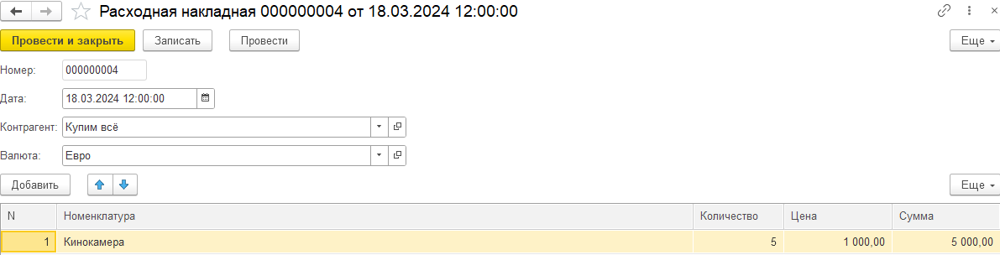 Расходная накладная 000000004 от 18.03.2024 12:00:00
Провести и закрыть Записать Провести Еще
Номер: 000000004
Дата: 18.03.2024 12:00:00
Контрагент: Купим всё
Валюта: Евро
Добавить Еще
N Номенклатура Количество Цена Сумма
1 Кинокамера 5 1 000,00 5 000,00